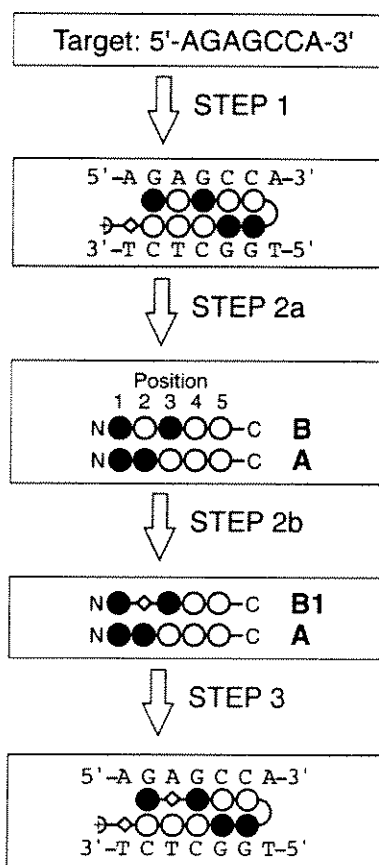 Target: 5'-AGAGCCA-3'
STEP 1
5'-A G A G C C A-3'
3'-T C T C G G T-5'
STEP 2a
Position
1 2 3 4 5
N C B
N C A
STEP 2b
N C B1
N C A
STEP 3
5'-A G A G C C A-3'
3'-T C T C G G T-5'